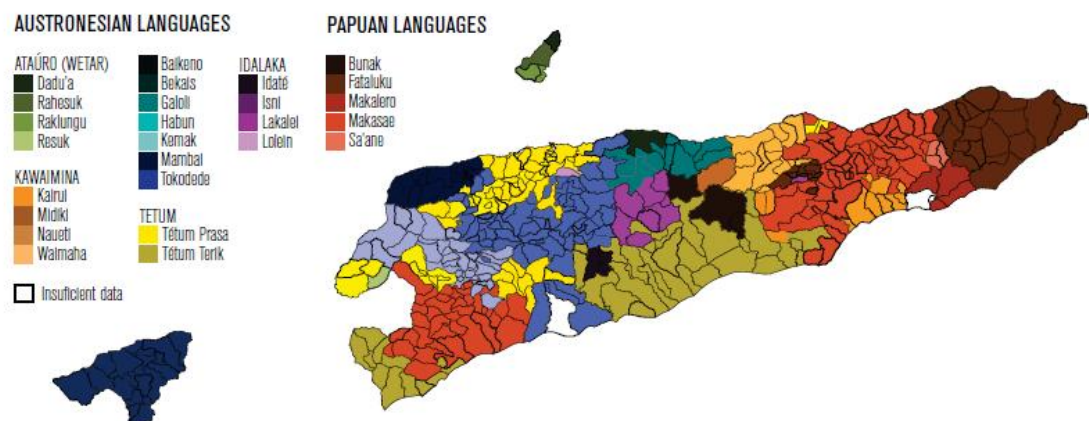 AUSTRONESIAN LANGUAGES
ATAÚRO (WETAR)
Dadu'a
Rahesuk
Raklungu
Resuk
KAWAIMINA
Kairui
Midiki
Naueti
Waimaha
Insuficient data
Baikeno
Bekais
Galoli
Habun
Kemak
Mambai
Tokodede
TETUM
Tétum Prasa
Tétum Terik
IDALAKA
Idaté
Isni
Lakalei
Lolein
PAPUAN LANGUAGES
Bunak
Fataluku
Makalero
Makasae
Sa'ane